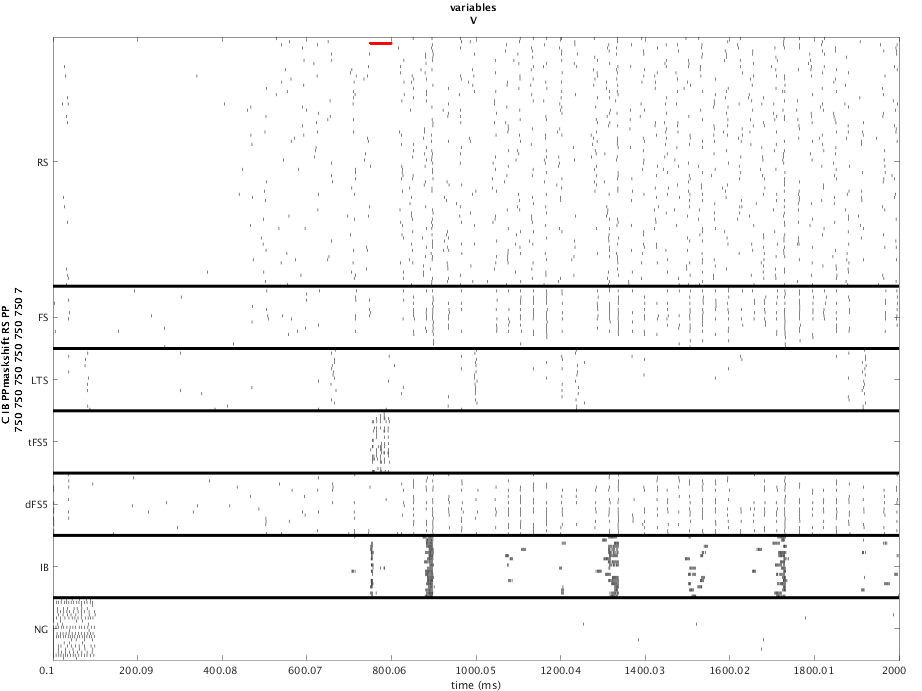 variables
V
C IB PPmaskshift RS PP
750 750 750 750 750 750 7
RS
FS
LTS
tFS5
dFS5
IB
NG
0.1 200.09 400.08 600.07 800.06 1000.05 1200.04 1400.03 1600.02 1800.01 2000
time (ms)